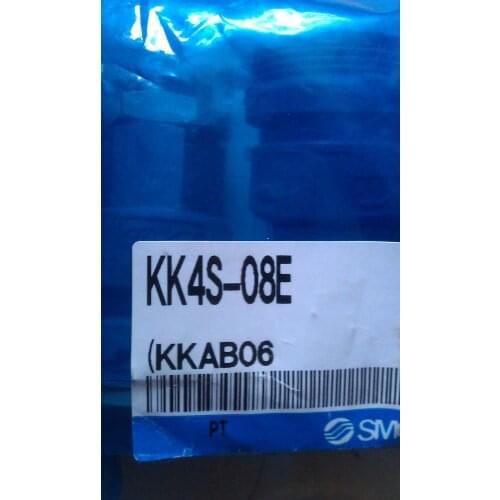 KK4S-08E
(KKAB06
PT
SMC